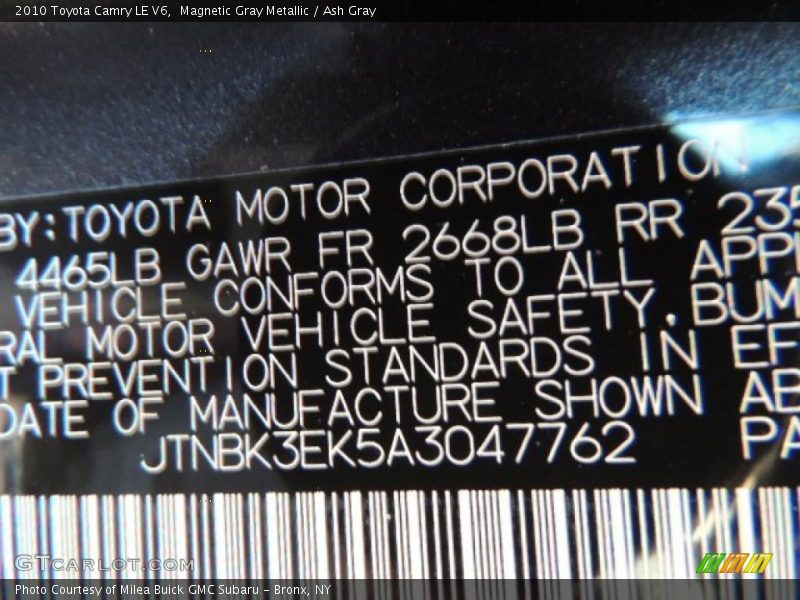 2010 Toyota Camry LE V6,  Magnetic Gray Metallic / Ash Gray
BY:TOYOTA MOTOR CORPORATION
4465LB GAWR FR 2668LB RR 235
VEHICLE CONFORMS TO ALL APPL
RAL MOTOR VEHICLE SAFETY,BUM
T PREVENTION STANDARDS IN EF
DATE OF MANUFACTURE SHOWN AB
JTNBK3EK5A3047762 PA
GTcarlot.com
Photo Courtesy of Milea Buick GMC Subaru - Bronx, NY